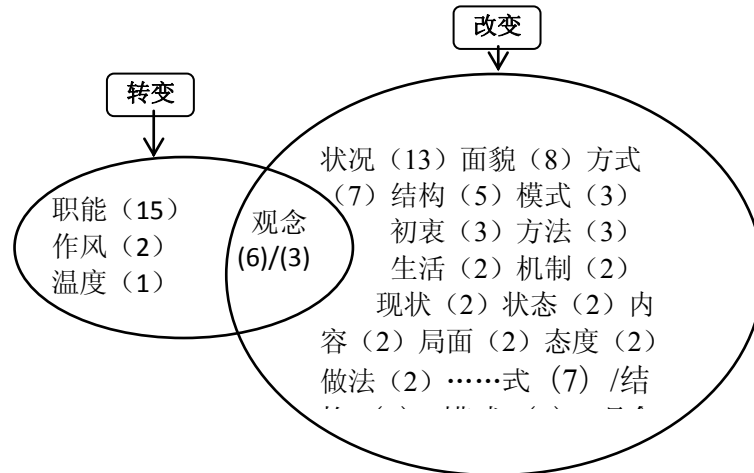 改变
转变
职能（15）
作风（2）
温度（1）
观念
(6)/(3)
状况（13）面貌（8）方式
（7）结构（5）模式（3）
初衷（3）方法（3）
生活（2）机制（2）
现状（2）状态（2）内
容（2）局面（2）态度（2）
做法（2）……式（7）/结